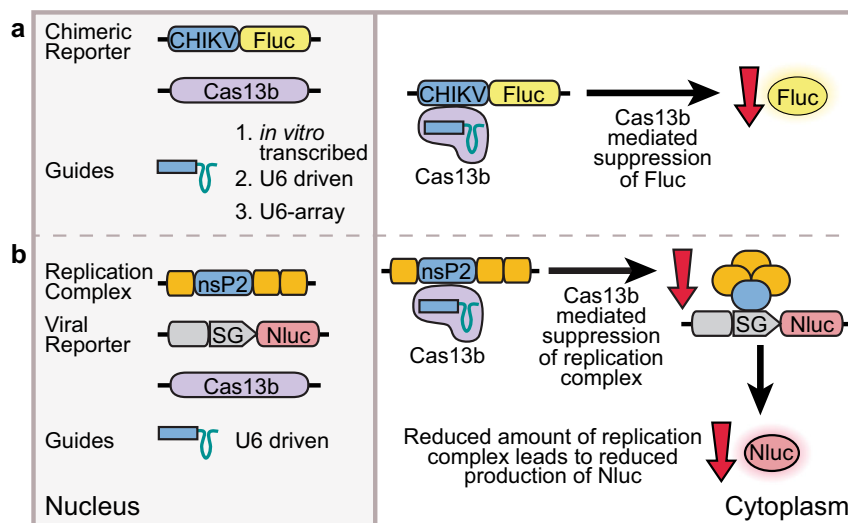 a
Chimeric
Reporter
CHIKV Fluc
Cas13b
Guides
1. in vitro
transcribed
2. U6 driven
3. U6-array
CHIKV Fluc
Cas13b
Cas13b
mediated
suppression
of Fluc
Fluc
b
Replication
Complex
nsP2
Viral
Reporter
SG Nluc
Cas13b
Guides
U6 driven
Nucleus
nsP2
Cas13b
Cas13b
mediated
suppression
of replication
complex
SG Nluc
Reduced amount of replication
complex leads to reduced
production of Nluc
Nluc
Cytoplasm